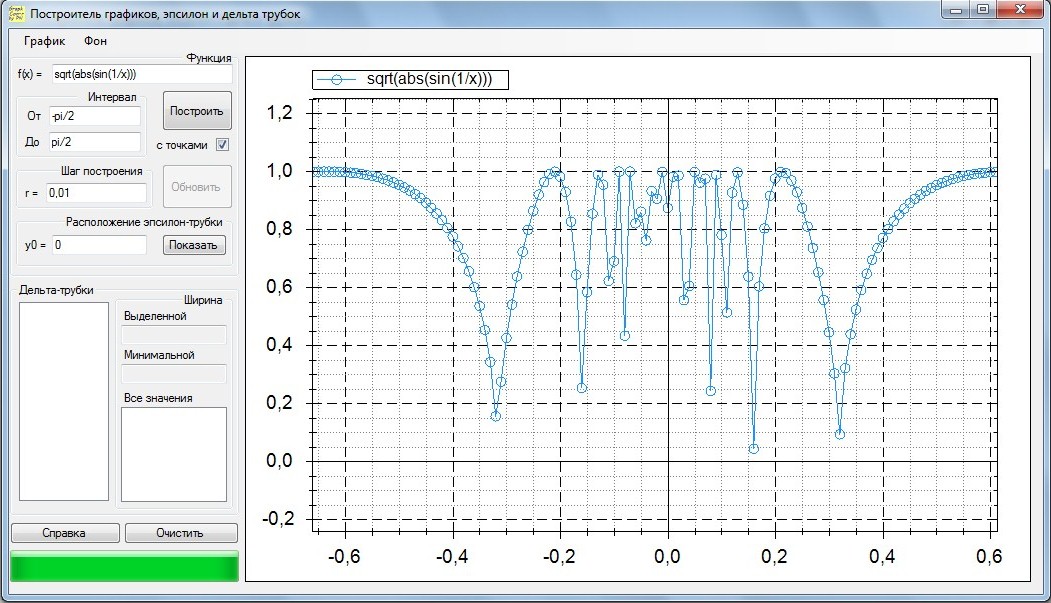 Построитель графиков, эпсилон и дельта трубок
График Фон
Функция
f(x) = sqrt(abs(sin(1/x)))
Интервал
От -pi/2
До pi/2
Построить
с точками
Шаг построения
r = 0,01
Обновить
Расположение эпсилон-трубки
y0 = 0 Показать
Дельта-трубки
Ширина
Выделенной
Минимальной
Все значения
Справка Очистить
sqrt(abs(sin(1/x)))
1,2
1,0
0,8
0,6
0,4
0,2
0,0
-0,2
-0,6 -0,4 -0,2 0,0 0,2 0,4 0,6